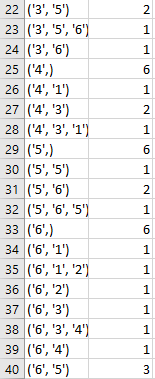 22 ('3', '5') 2
23 ('3', '5', '6') 1
24 ('3', '6') 1
25 ('4',) 6
26 ('4', '1') 1
27 ('4', '3') 2
28 ('4', '3', '1') 1
29 ('5',) 6
30 ('5', '5') 1
31 ('5', '6') 2
32 ('5', '6', '5') 1
33 ('6',) 6
34 ('6', '1') 1
35 ('6', '1', '2') 1
36 ('6', '2') 1
37 ('6', '3') 1
38 ('6', '3', '4') 1
39 ('6', '4') 1
40 ('6', '5') 3